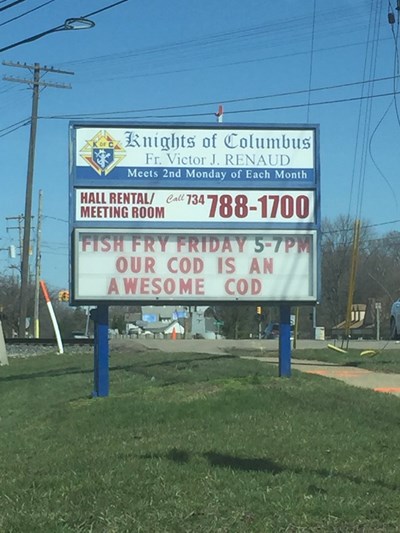 K of C
Knights of Columbus
Fr. Victor J. RENAUD
Meets 2nd Monday of Each Month
HALL RENTAL/
MEETING ROOM
Call 734 788-1700
FISH FRY FRIDAY 5-7PM
OUR COD IS AN
AWESOME COD